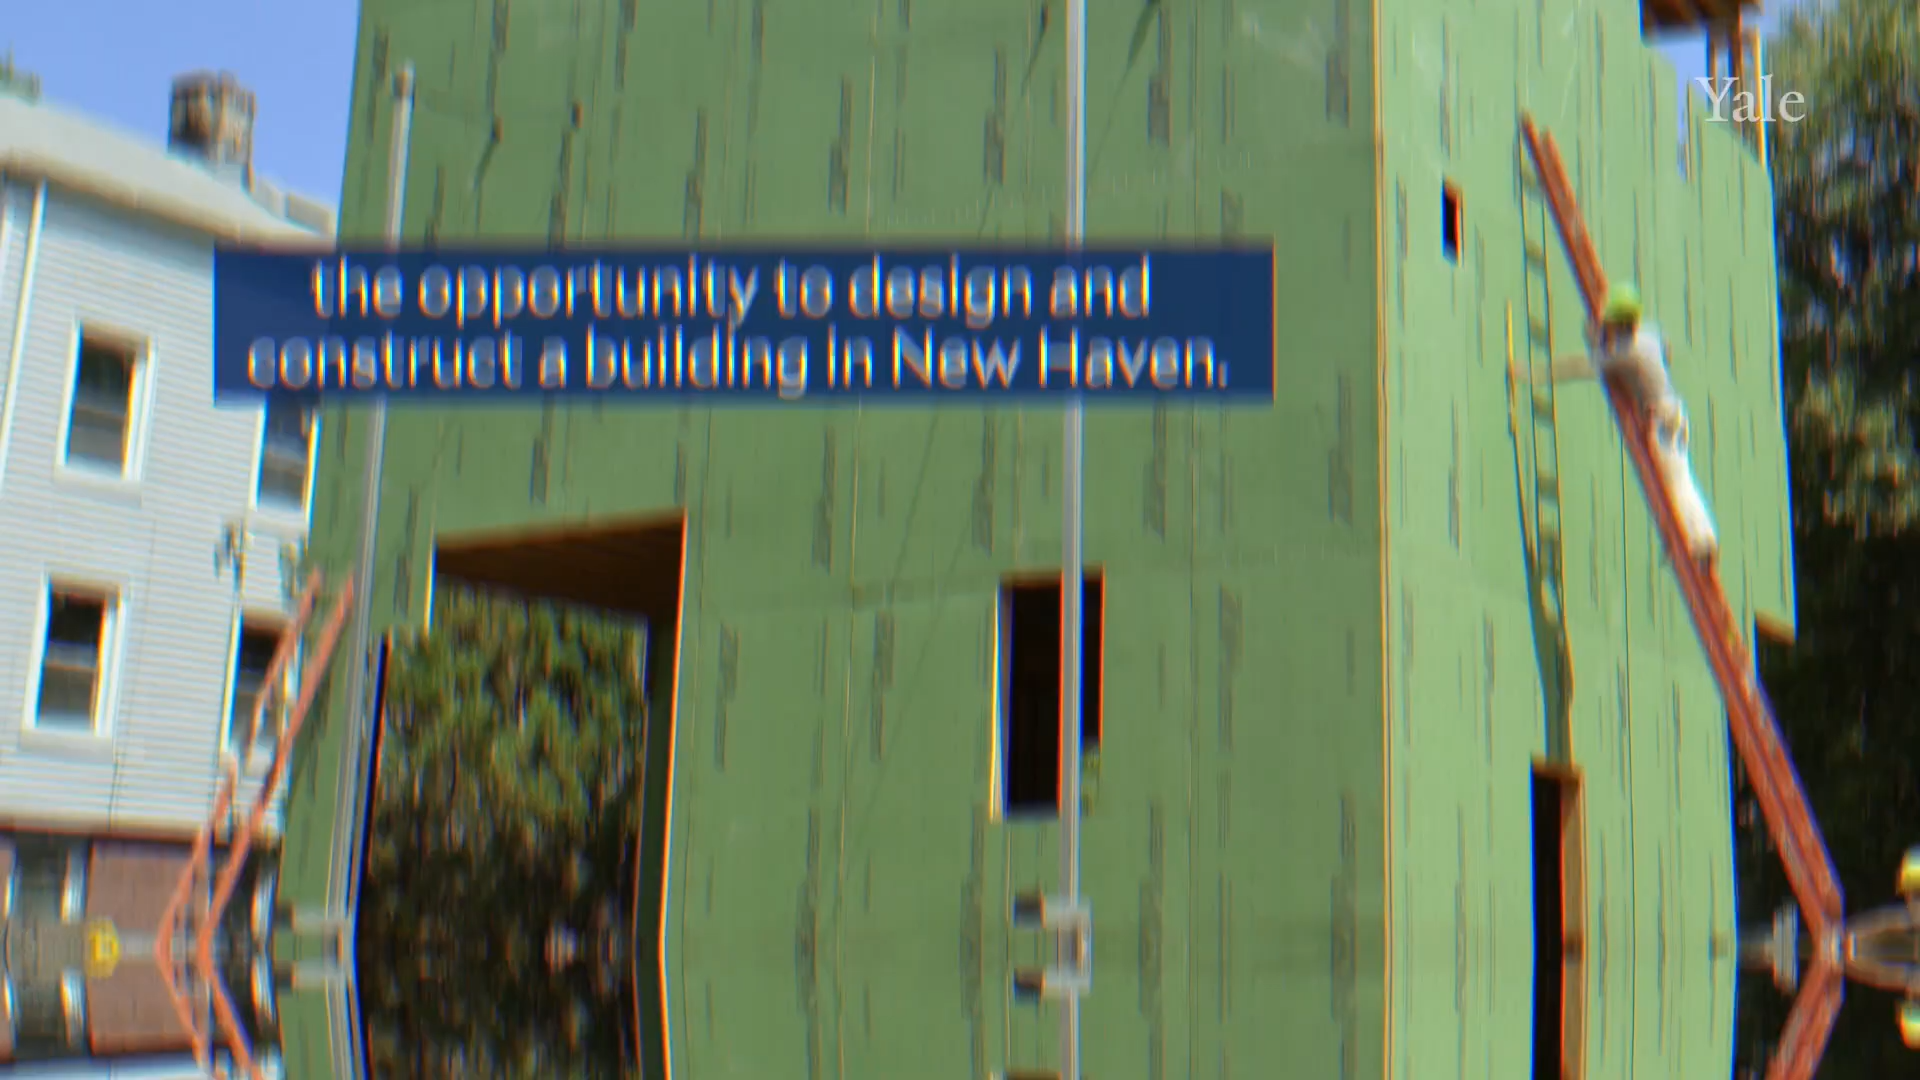 Yale
the opportunity to design and
construct a building in New Haven.